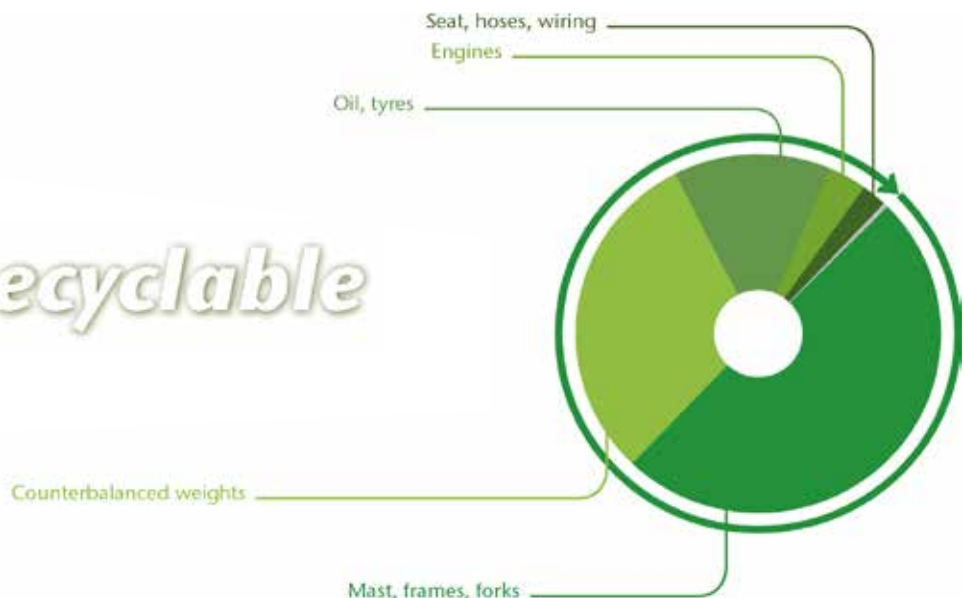 Seat, hoses, wiring
Engines
Oil, tyres
ecyclable
Counterbalanced weights
Mast, frames, forks